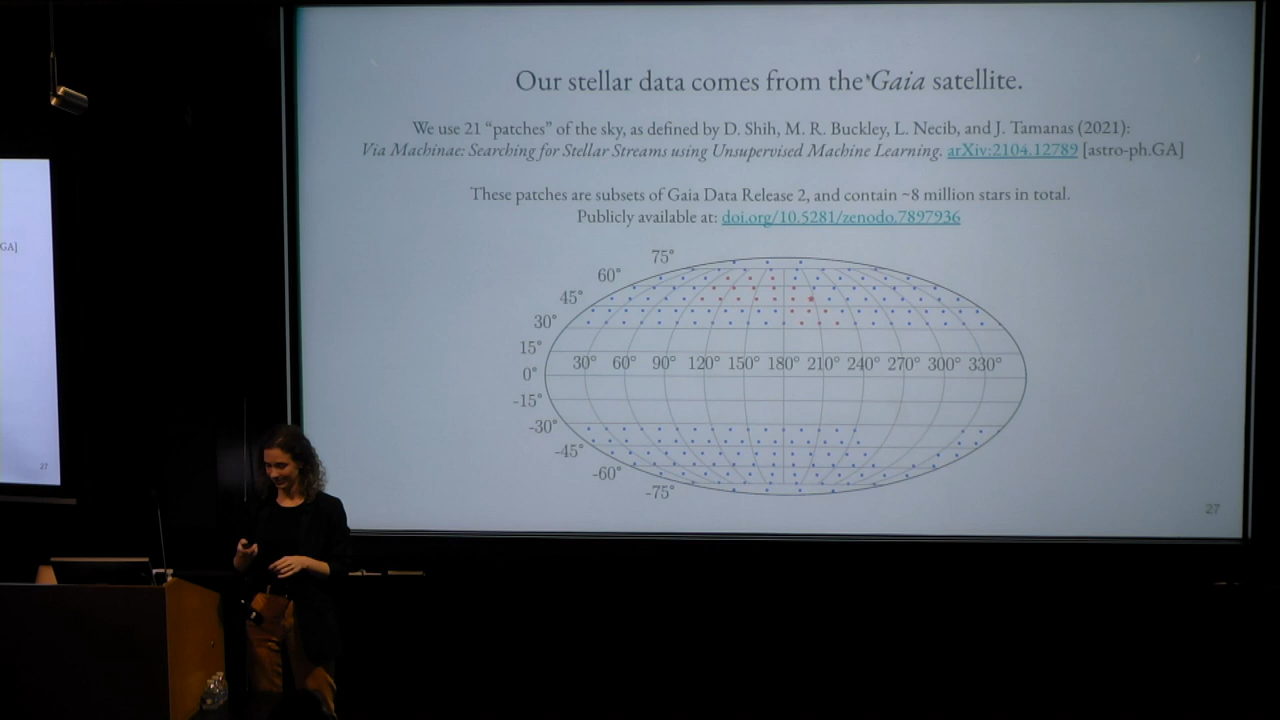 Our stellar data comes from the Gaia satellite.
We use 21 “patches” of the sky, as defined by D. Shih, M. R. Buckley, L. Necib, and J. Tamanas (2021):
Via Machinae: Searching for Stellar Streams using Unsupervised Machine Learning. arXiv:2104.12789 [astro-ph.GA]
These patches are subsets of Gaia Data Release 2, and contain ~8 million stars in total.
Publicly available at: doi.org/10.5281/zenodo.7897936
75°
60°
45°
30°
15°
30° 60° 90° 120° 150° 180° 210° 240° 270° 300° 330°
0°
-15°
-30°
-45°
-60°
-75°
27
GA]
27